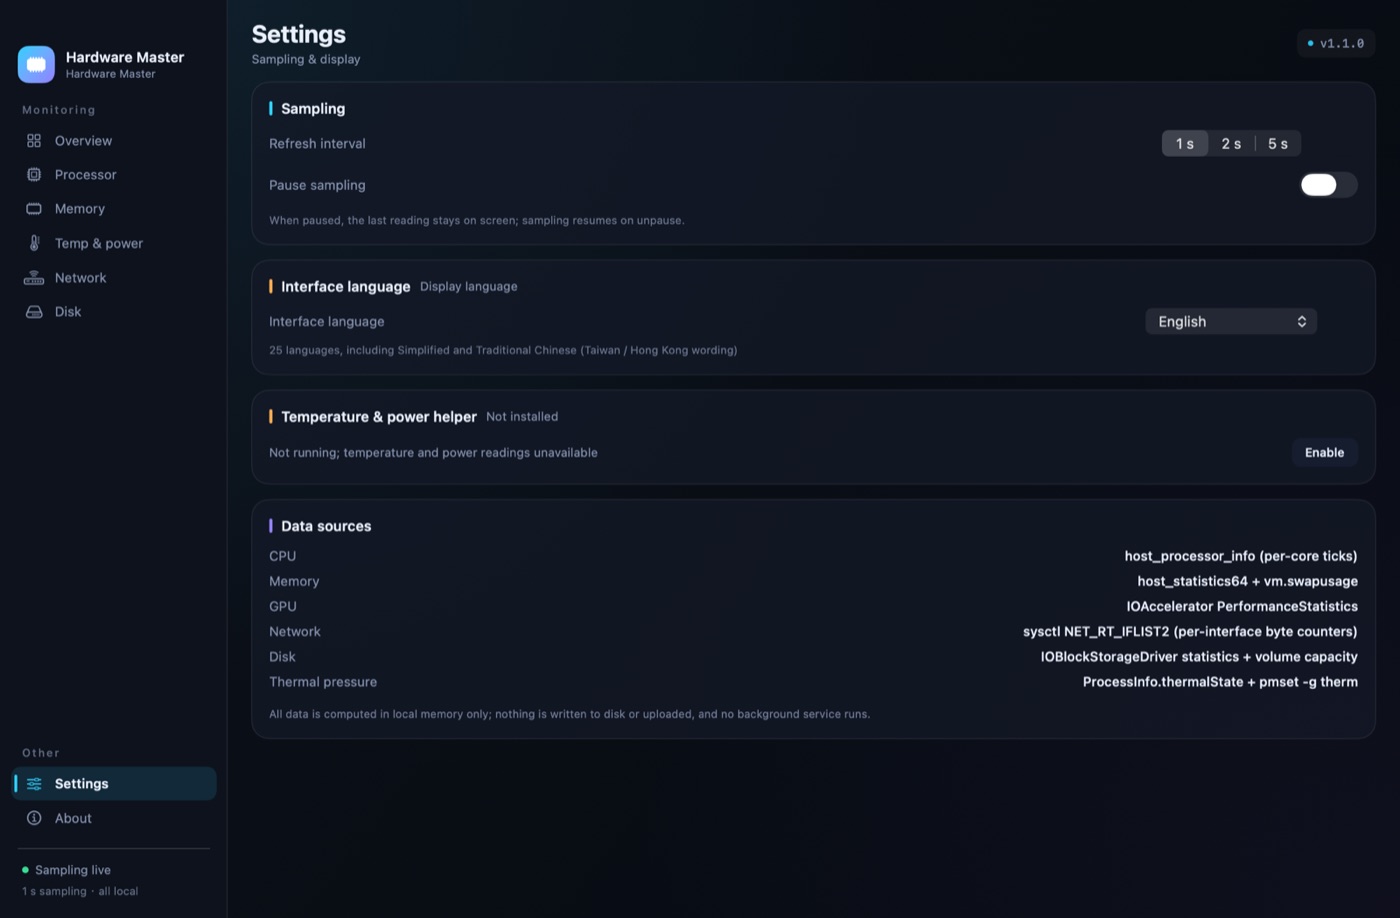 Hardware Master
Hardware Master
Monitoring
Overview
Processor
Memory
Temp & power
Network
Disk
Other
Settings
About
Sampling live
1 s sampling · all local
Settings
Sampling & display
v1.1.0
Sampling
Refresh interval
1 s 2 s 5 s
Pause sampling
When paused, the last reading stays on screen; sampling resumes on unpause.
Interface language Display language
Interface language
English
25 languages, including Simplified and Traditional Chinese (Taiwan / Hong Kong wording)
Temperature & power helper Not installed
Not running; temperature and power readings unavailable
Enable
Data sources
CPU host_processor_info (per-core ticks)
Memory host_statistics64 + vm.swapusage
GPU IOAccelerator PerformanceStatistics
Network sysctl NET_RT_IFLIST2 (per-interface byte counters)
Disk IOBlockStorageDriver statistics + volume capacity
Thermal pressure ProcessInfo.thermalState + pmset -g therm
All data is computed in local memory only; nothing is written to disk or uploaded, and no background service runs.